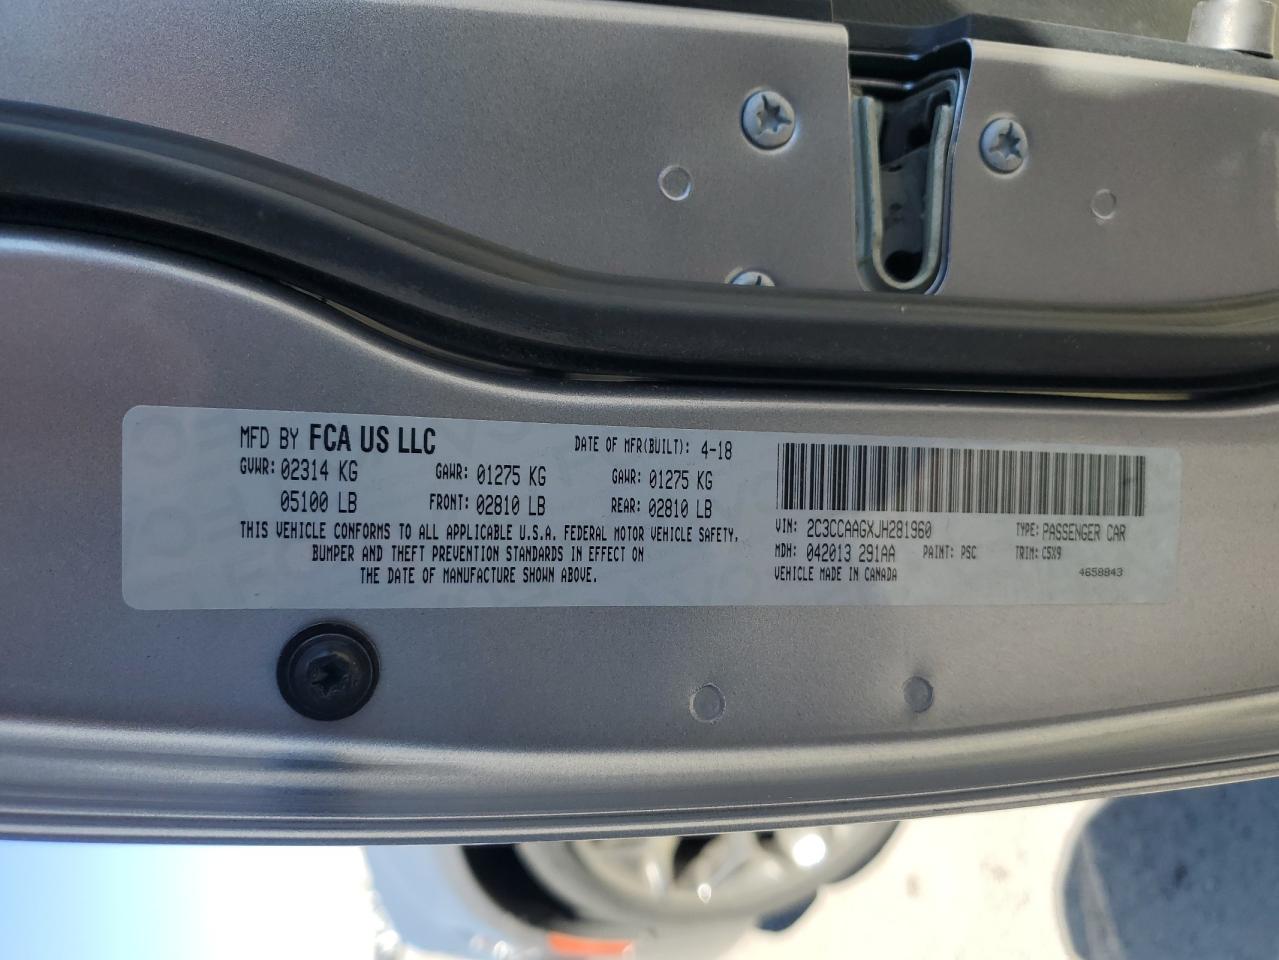 MFD BY FCA US LLC DATE OF MFR(BUILT): 4-18
GVWR: 02314 KG GAWR: 01275 KG GAWR: 01275 KG
05100 LB FRONT: 02810 LB REAR: 02810 LB
THIS VEHICLE CONFORMS TO ALL APPLICABLE U.S.A. FEDERAL MOTOR VEHICLE SAFETY,
BUMPER AND THEFT PREVENTION STANDARDS IN EFFECT ON
THE DATE OF MANUFACTURE SHOWN ABOVE.
VIN: 2C3CCAAGXJH281960 TYPE: PASSENGER CAR
MDH: 042013 291AA PAINT: PSC TRIM: C5X9
VEHICLE MADE IN CANADA 4658843